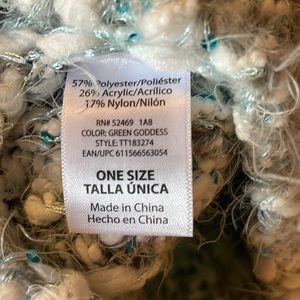 57% Polyester/Poliéster
26% Acrylic/Acrílico
17% Nylon/Nilón
RN# 52469 1A8
COLOR: GREEN GODDESS
STYLE: TT183274
EAN/UPC 611566563054
ONE SIZE
TALLA ÚNICA
Made in China
Hecho en China